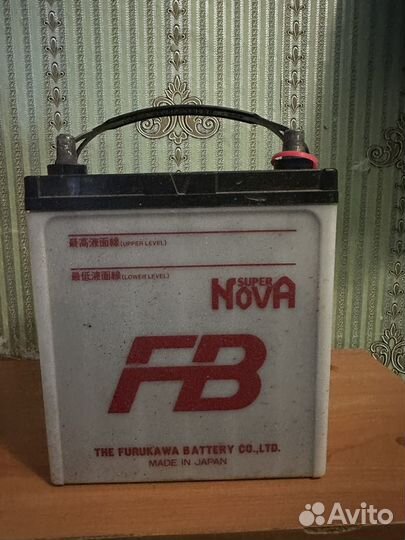 最高液面線(UPPER LEVEL)
最低液面線(LOWER LEVEL)
SUPER
NOVA
FB
THE FURUKAWA BATTERY CO.,LTD.
MADE IN JAPAN
Avito